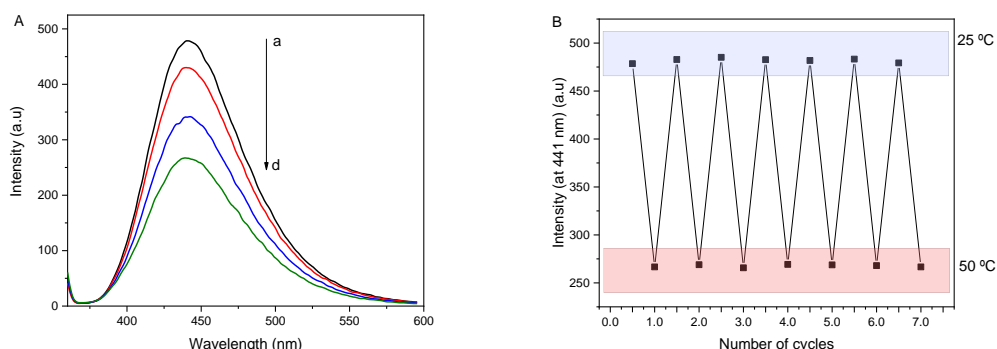 A
a
d
500
400
300
200
100
0
400
450
500
550
600
Intensity (a.u)
Wavelength (nm)
B
25 ºC
50 ºC
500
450
400
350
300
250
0.0 1.0 2.0 3.0 4.0 5.0 6.0 7.0
Intensity (at 441 nm) (a.u)
Number of cycles